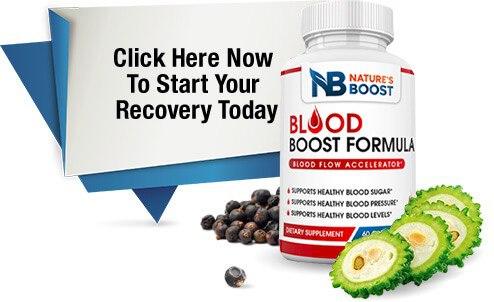 Click Here Now
To Start Your
Recovery Today
NB NATURE'S
BOOST
BLOOD
BOOST FORMULA
BLOOD FLOW ACCELERATOR*
SUPPORTS HEALTHY BLOOD SUGAR*
SUPPORTS HEALTHY BLOOD PRESSURE*
SUPPORTS HEALTHY BLOOD LEVELS*
DIETARY SUPPLEMENT 60